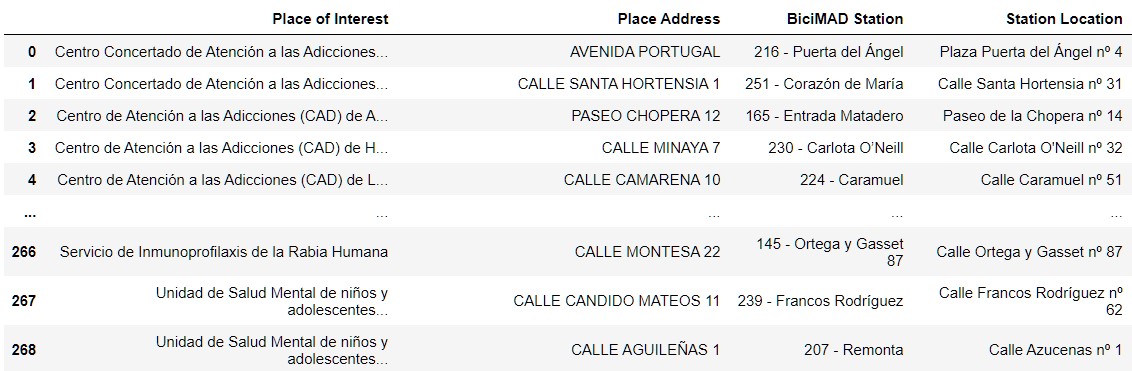 Place of Interest Place Address BiciMAD Station Station Location
0 Centro Concertado de Atención a las Adicciones... AVENIDA PORTUGAL 216 - Puerta del Ángel Plaza Puerta del Ángel nº 4
1 Centro Concertado de Atención a las Adicciones... CALLE SANTA HORTENSIA 1 251 - Corazón de María Calle Santa Hortensia nº 31
2 Centro de Atención a las Adicciones (CAD) de A... PASEO CHOPERA 12 165 - Entrada Matadero Paseo de la Chopera nº 14
3 Centro de Atención a las Adicciones (CAD) de H... CALLE MINAYA 7 230 - Carlota O’Neill Calle Carlota O'Neill nº 32
4 Centro de Atención a las Adicciones (CAD) de L... CALLE CAMARENA 10 224 - Caramuel Calle Caramuel nº 51
... ... ... ... ...
266 Servicio de Inmunoprofilaxis de la Rabia Humana CALLE MONTESA 22 145 - Ortega y Gasset
87 Calle Ortega y Gasset nº 87
267 Unidad de Salud Mental de niños y
adolescentes... CALLE CANDIDO MATEOS 11 239 - Francos Rodríguez Calle Francos Rodríguez nº
62
268 Unidad de Salud Mental de niños y
adolescentes... CALLE AGUILEÑAS 1 207 - Remonta Calle Azucenas nº 1